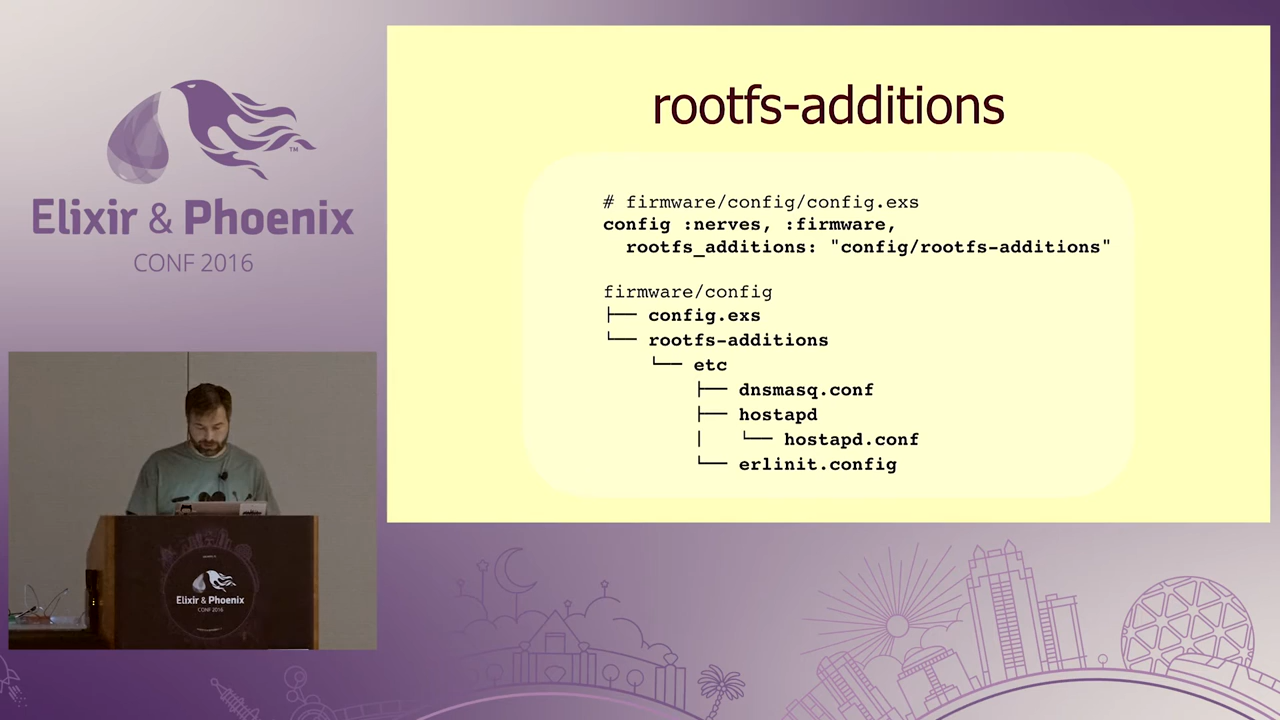 Elixir & Phoenix
TM
CONF 2016
rootfs-additions
# firmware/config/config.exs
config :nerves, :firmware,
rootfs_additions: "config/rootfs-additions"
firmware/config
├── config.exs
└── rootfs-additions
└── etc
├── dnsmasq.conf
├── hostapd
│   └── hostapd.conf
└── erlinit.config
Elixir & Phoenix
CONF 2016